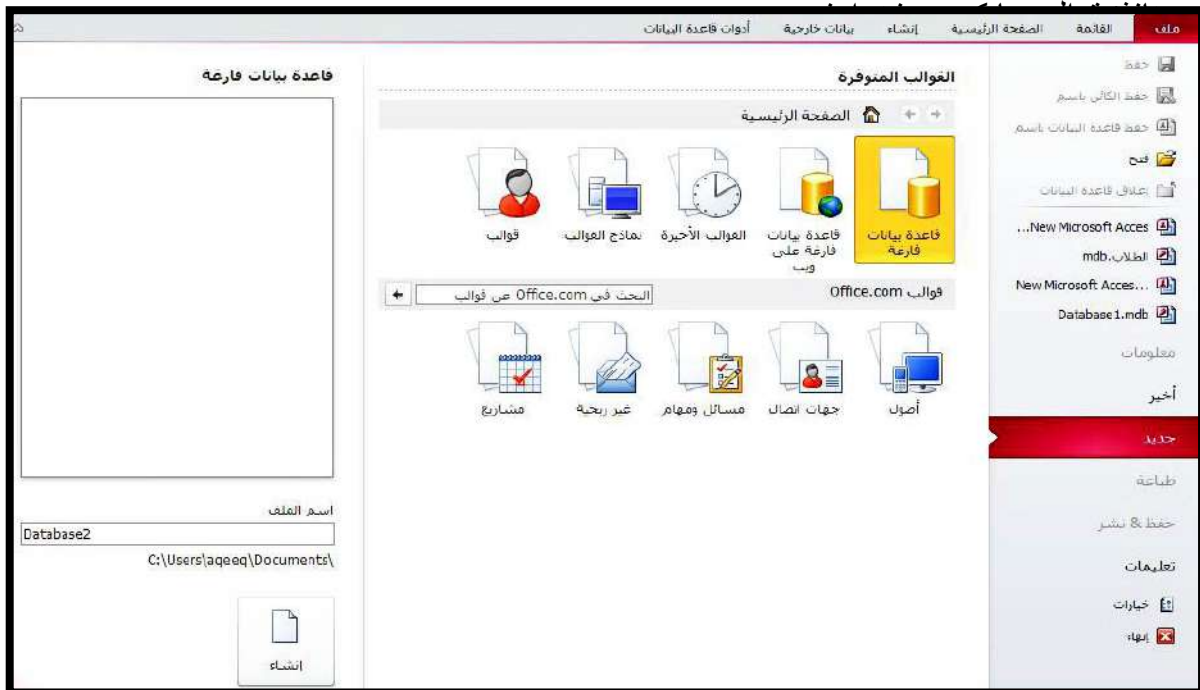 ملف القائمة الصفحة الرئيسية إنشاء بيانات خارجية أدوات قاعدة البيانات
حفظ
حفظ الكائن باسم
حفظ قاعدة البيانات باسم
فتح
إغلاق قاعدة البيانات
New Microsoft Acces...
الطلاب.mdb
New Microsoft Acces...
Database1.mdb
معلومات
أخير
جديد
طباعة
حفظ & نشر
تعليمات
خيارات
إنهاء
القوالب المتوفرة
الصفحة الرئيسية
قاعدة بيانات
فارغة
قاعدة بيانات
فارغة على
ويب
القوالب الأخيرة
نماذج القوالب
قوالب
قوالب Office.com
البحث في Office.com عن قوالب
أصول
جهات اتصال
مسائل ومهام
غير ربحية
مشاريع
قاعدة بيانات فارغة
اسم الملف
Database2
C:\Users\aqeeq\Documents\
إنشاء